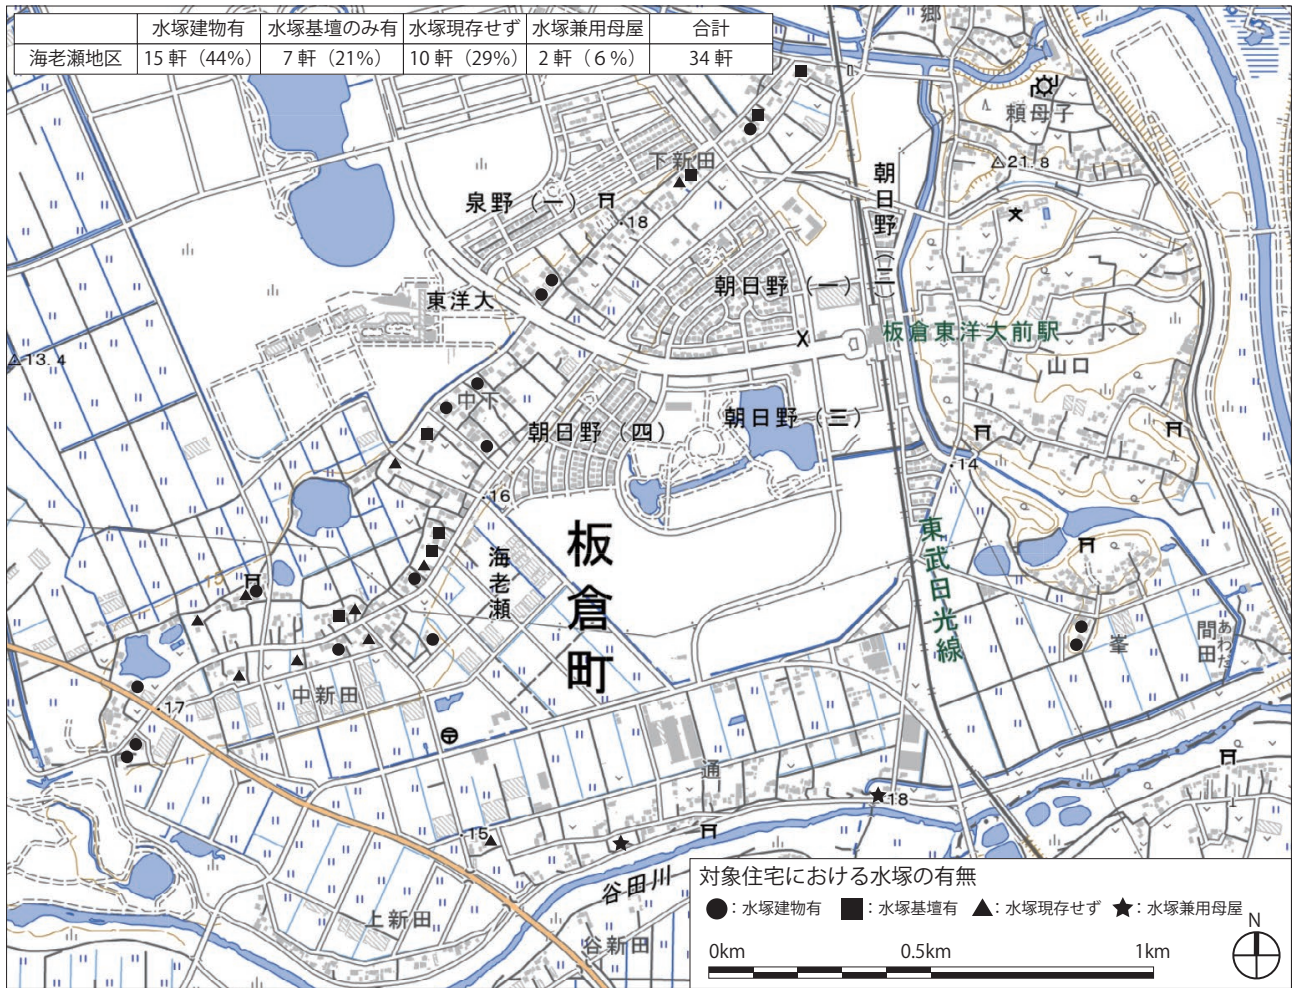 水塚建物有 水塚基壇のみ有 水塚現存せず 水塚兼用母屋 合計
海老瀬地区 15 軒（44%） 7 軒（21%） 10 軒（29%） 2 軒（6 %） 34 軒
郷
頼母子
21.8
下新田
朝日野（二）
泉野（一）
18
東洋大
朝日野（一）
板倉東洋大前駅
13.4
山口
中下
朝日野（四）
朝日野（三）
14
16
海老瀬
板倉町
東武日光線
15
間田
あわだ
峯
中新田
17
通
18
15
谷田川
上新田
谷新田
対象住宅における水塚の有無
●：水塚建物有 ■：水塚基壇有 ▲：水塚現存せず ★：水塚兼用母屋
N
0km 0.5km 1km